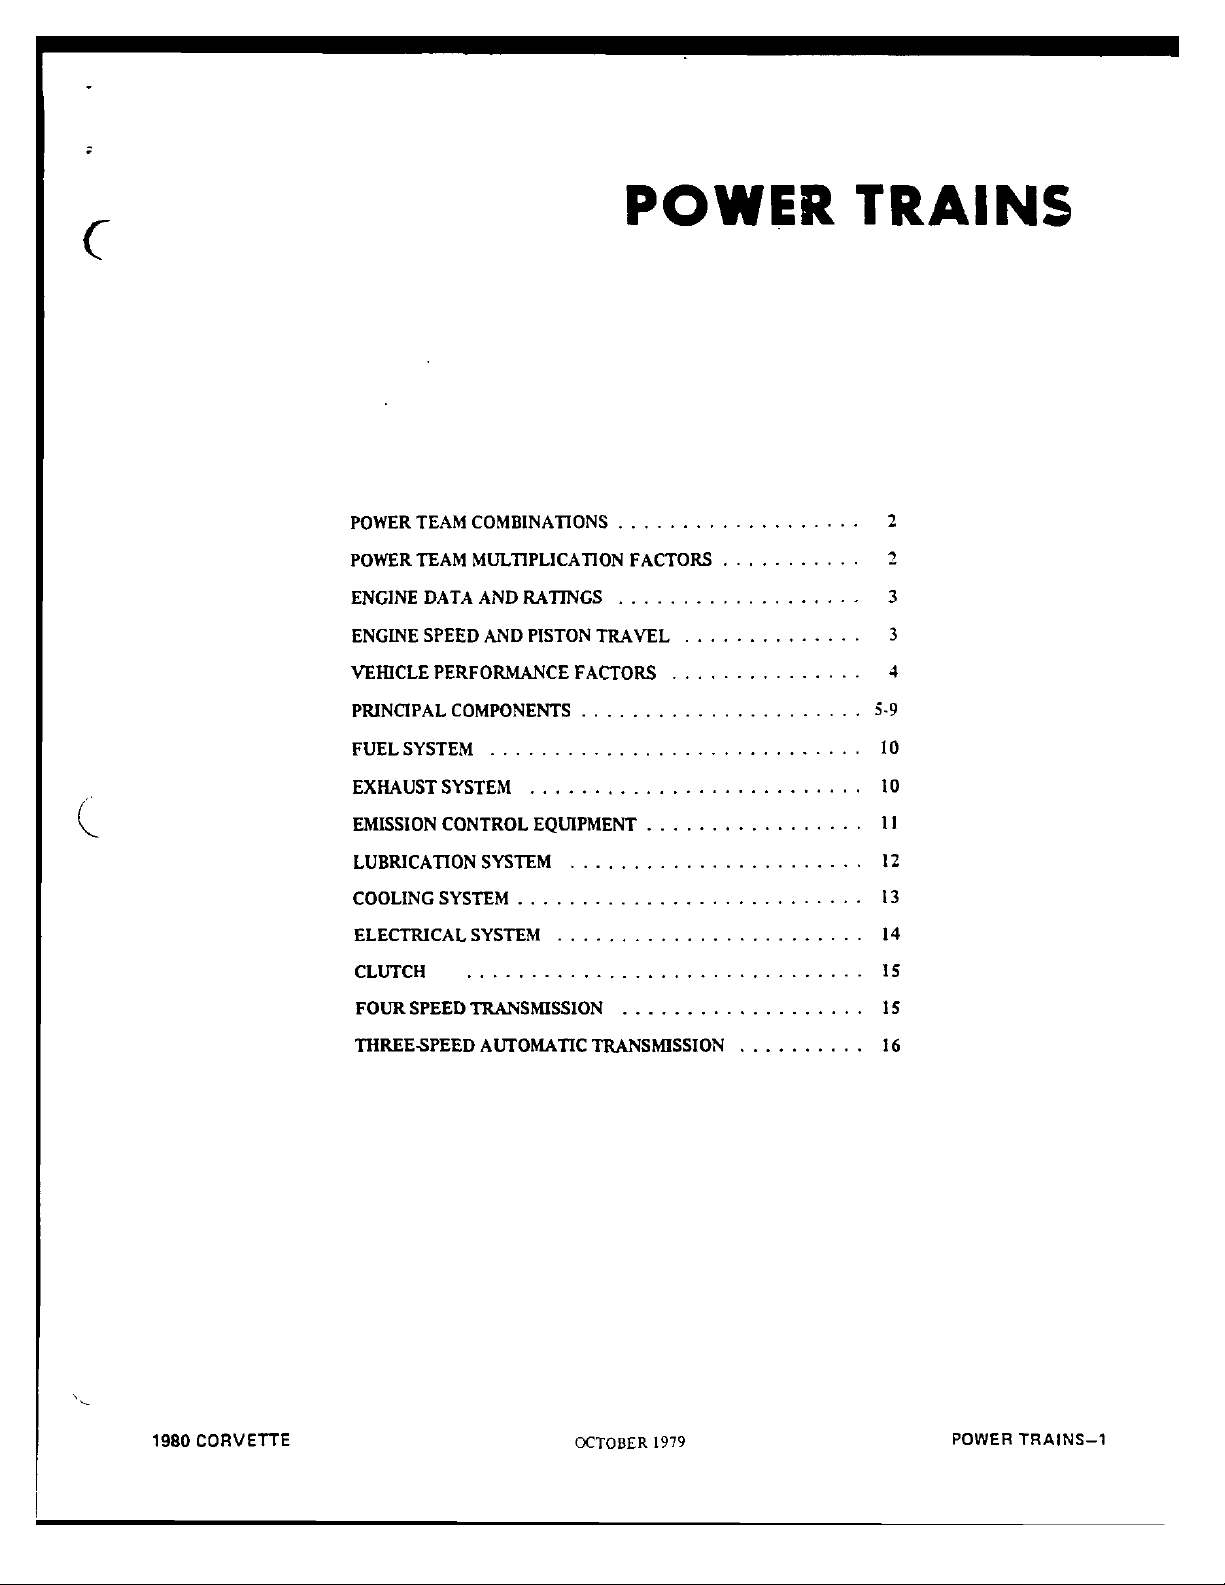 POWER TRAINS
POWER TEAM COMBINATIONS . . . . . . . . . . . . . . . . . . . 2
POWER TEAM MULTIPLICATION FACTORS . . . . . . . . . . . 2
ENGINE DATA AND RATINGS . . . . . . . . . . . . . . . . . . . 3
ENGINE SPEED AND PISTON TRAVEL . . . . . . . . . . . . . . 3
VEHICLE PERFORMANCE FACTORS . . . . . . . . . . . . . . . 4
PRINCIPAL COMPONENTS . . . . . . . . . . . . . . . . . . . . . . 5-9
FUEL SYSTEM . . . . . . . . . . . . . . . . . . . . . . . . . . . . . 10
EXHAUST SYSTEM . . . . . . . . . . . . . . . . . . . . . . . . . . 10
EMISSION CONTROL EQUIPMENT . . . . . . . . . . . . . . . . . 11
LUBRICATION SYSTEM . . . . . . . . . . . . . . . . . . . . . . . 12
COOLING SYSTEM . . . . . . . . . . . . . . . . . . . . . . . . . . . 13
ELECTRICAL SYSTEM . . . . . . . . . . . . . . . . . . . . . . . . 14
CLUTCH . . . . . . . . . . . . . . . . . . . . . . . . . . . . . . . 15
FOUR SPEED TRANSMISSION . . . . . . . . . . . . . . . . . . . 15
THREE-SPEED AUTOMATIC TRANSMISSION . . . . . . . . . . 16
1980 CORVETTE OCTOBER 1979 POWER TRAINS–1